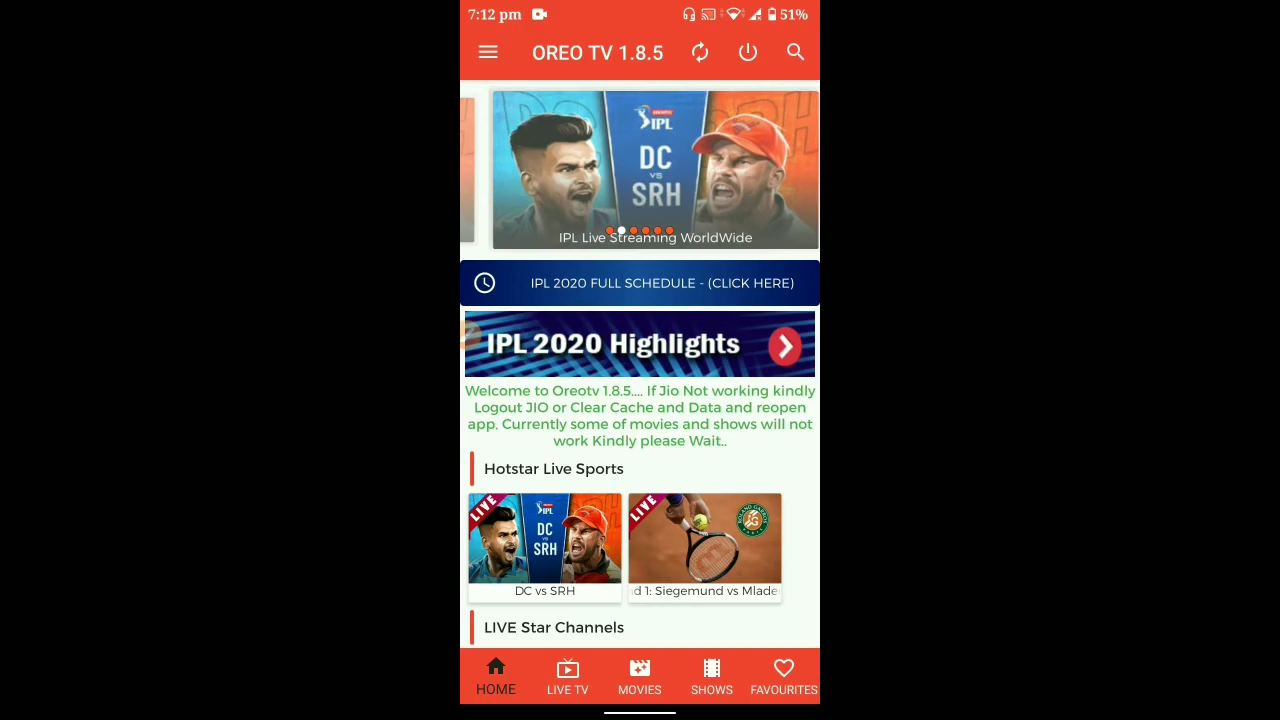 7:12 pm
51%
OREO TV 1.8.5
IPL
DC
vs
SRH
IPL Live Streaming WorldWide
IPL 2020 FULL SCHEDULE - (CLICK HERE)
IPL 2020 Highlights
Welcome to Oreotv 1.8.5.... If Jio Not working kindly
Logout JIO or Clear Cache and Data and reopen
app. Currently some of movies and shows will not
work Kindly please Wait..
Hotstar Live Sports
LIVE
IPL
DC
vs
SRH
DC vs SRH
LIVE
ROLAND GARROS
nd 1: Siegemund vs Mlade
LIVE Star Channels
HOME
LIVE TV
MOVIES
SHOWS
FAVOURITES